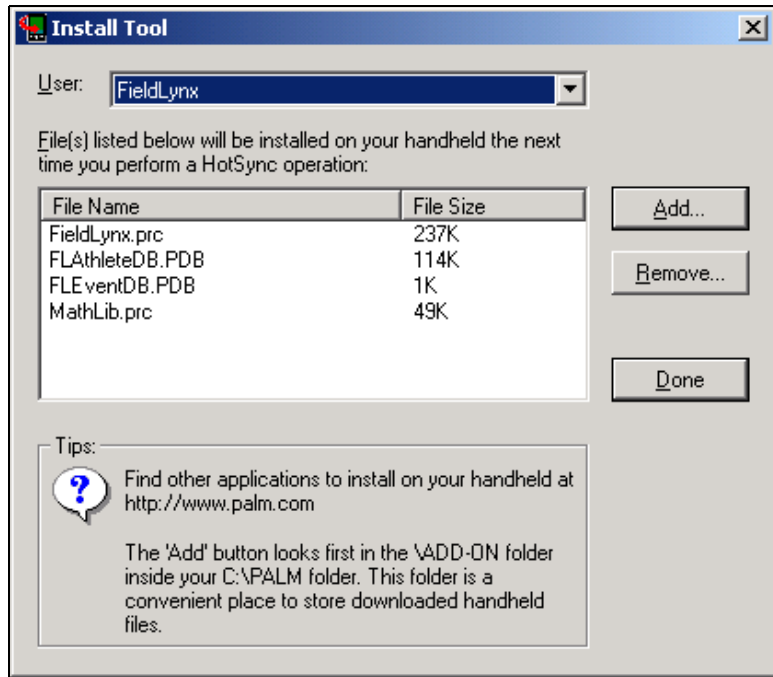 Install Tool
User: FieldLynx
File(s) listed below will be installed on your handheld the next
time you perform a HotSync operation:
File Name File Size
FieldLynx.prc 237K
FLAthleteDB.PDB 114K
FLEventDB.PDB 1K
MathLib.prc 49K
Add...
Remove...
Done
Tips:
?
Find other applications to install on your handheld at
http://www.palm.com
The 'Add' button looks first in the \ADD-ON folder
inside your C:\PALM folder. This folder is a
convenient place to store downloaded handheld
files.